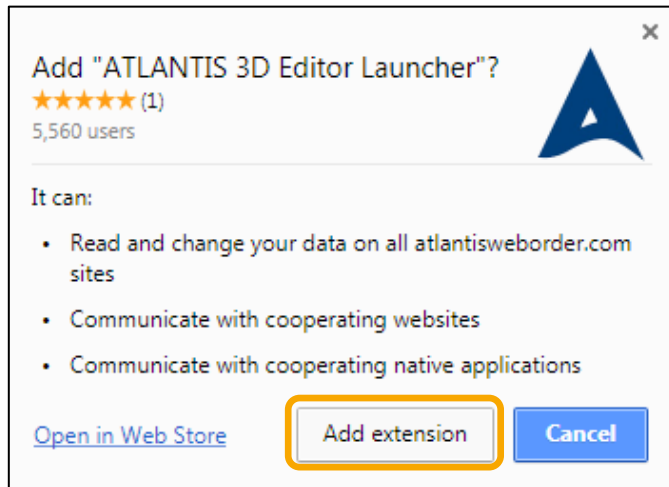 Add "ATLANTIS 3D Editor Launcher"?
★★★★★ (1)
5,560 users
It can:
• Read and change your data on all atlantisweborder.com
sites
• Communicate with cooperating websites
• Communicate with cooperating native applications
Open in Web Store
Add extension
Cancel